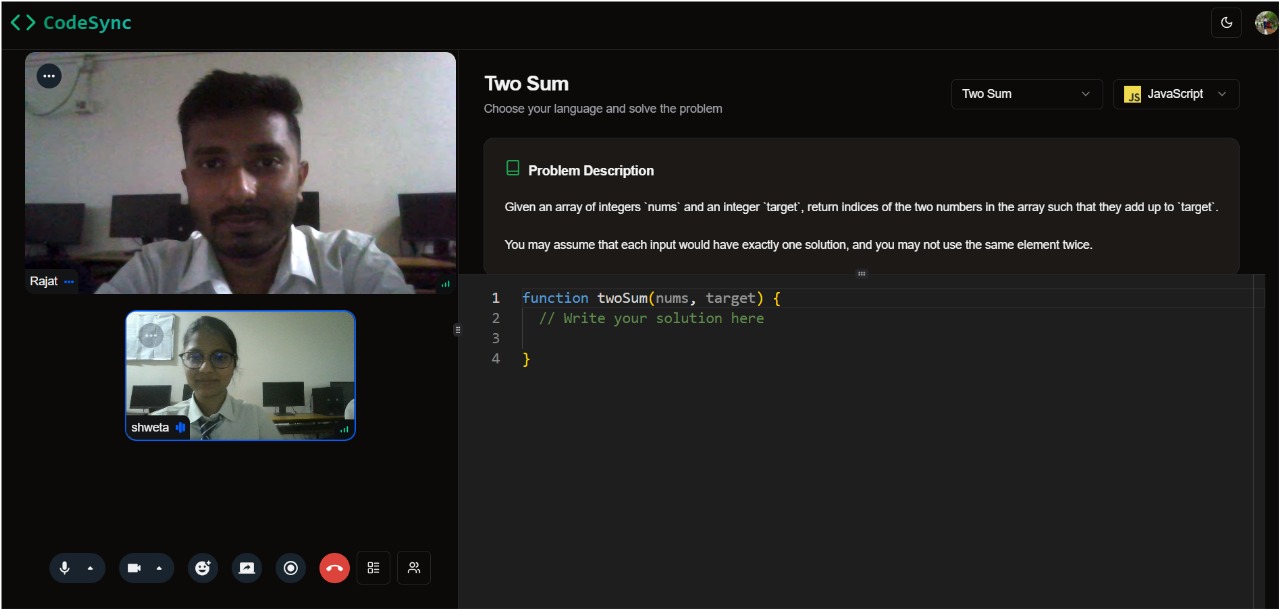 <> CodeSync
Rajat
shweta
Two Sum
Choose your language and solve the problem
Two Sum
JS JavaScript
Problem Description
Given an array of integers `nums` and an integer `target`, return indices of the two numbers in the array such that they add up to `target`.
You may assume that each input would have exactly one solution, and you may not use the same element twice.
1 function twoSum(nums, target) {
2 // Write your solution here
3
4 }